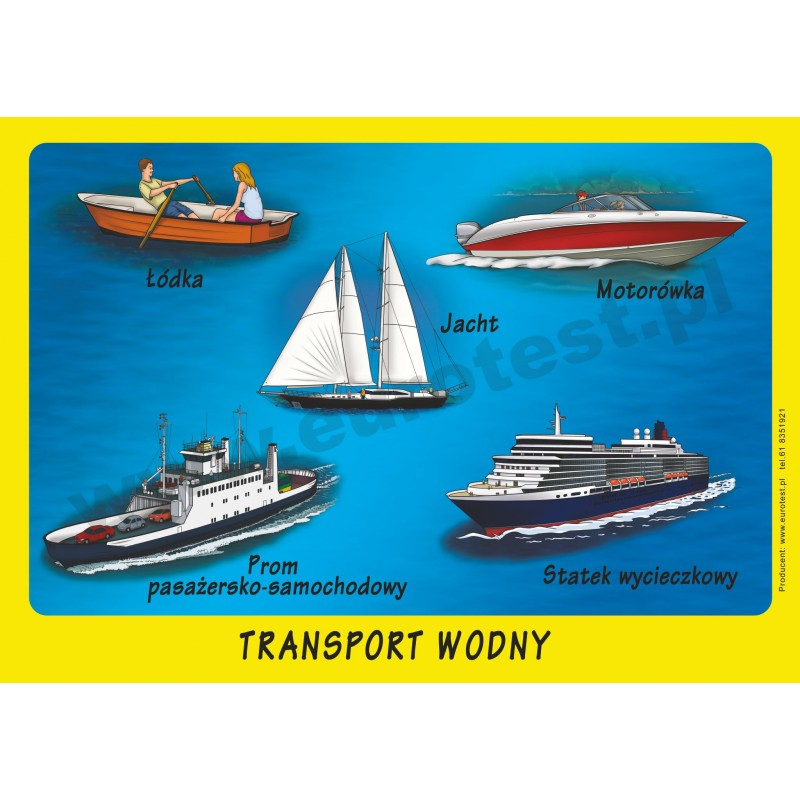 Łódka
Motorówka
Jacht
Prom
pasażersko-samochodowy
Statek wycieczkowy
TRANSPORT WODNY
Producent: www.eurotest.pl tel.61 8351921
www.eurotest.pl